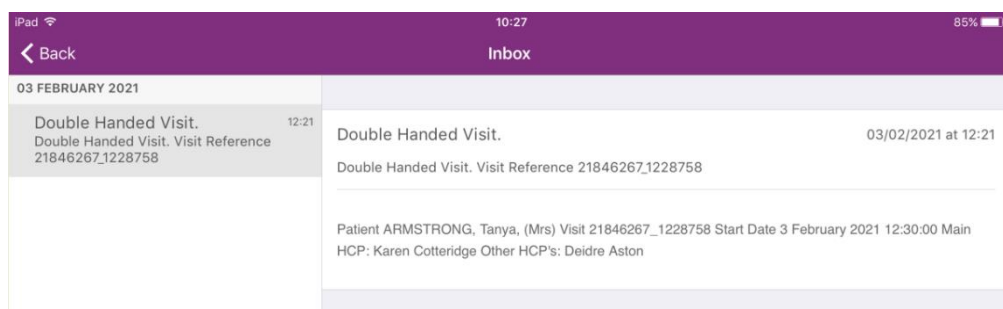 iPad
10:27
85%
Back
Inbox
03 FEBRUARY 2021
Double Handed Visit.
12:21
Double Handed Visit. Visit Reference
21846267_1228758
Double Handed Visit.
03/02/2021 at 12:21
Double Handed Visit. Visit Reference 21846267_1228758
Patient ARMSTRONG, Tanya, (Mrs) Visit 21846267_1228758 Start Date 3 February 2021 12:30:00 Main
HCP: Karen Cotteridge Other HCP's: Deidre Aston